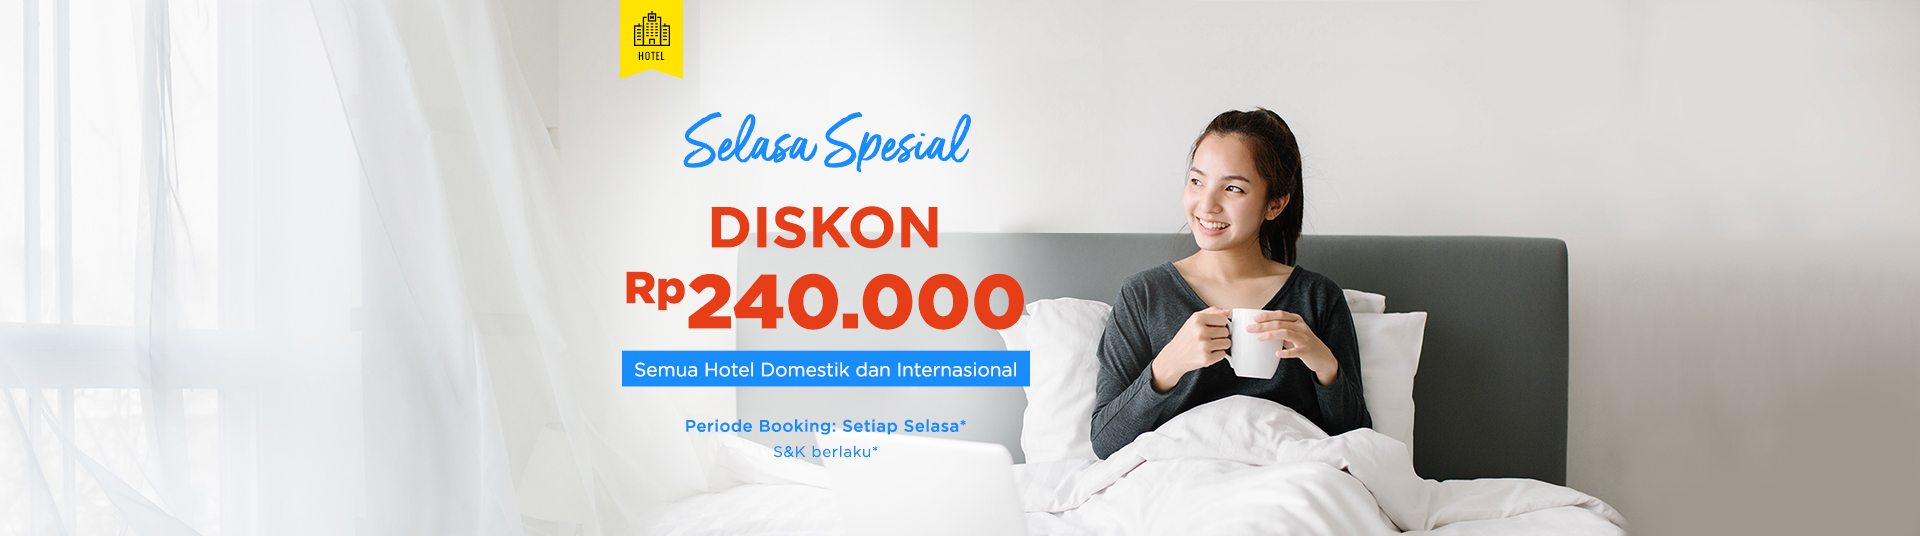 HOTEL
Selasa Spesial
DISKON
Rp240.000
Semua Hotel Domestik dan Internasional
Periode Booking: Setiap Selasa*
S&K berlaku*